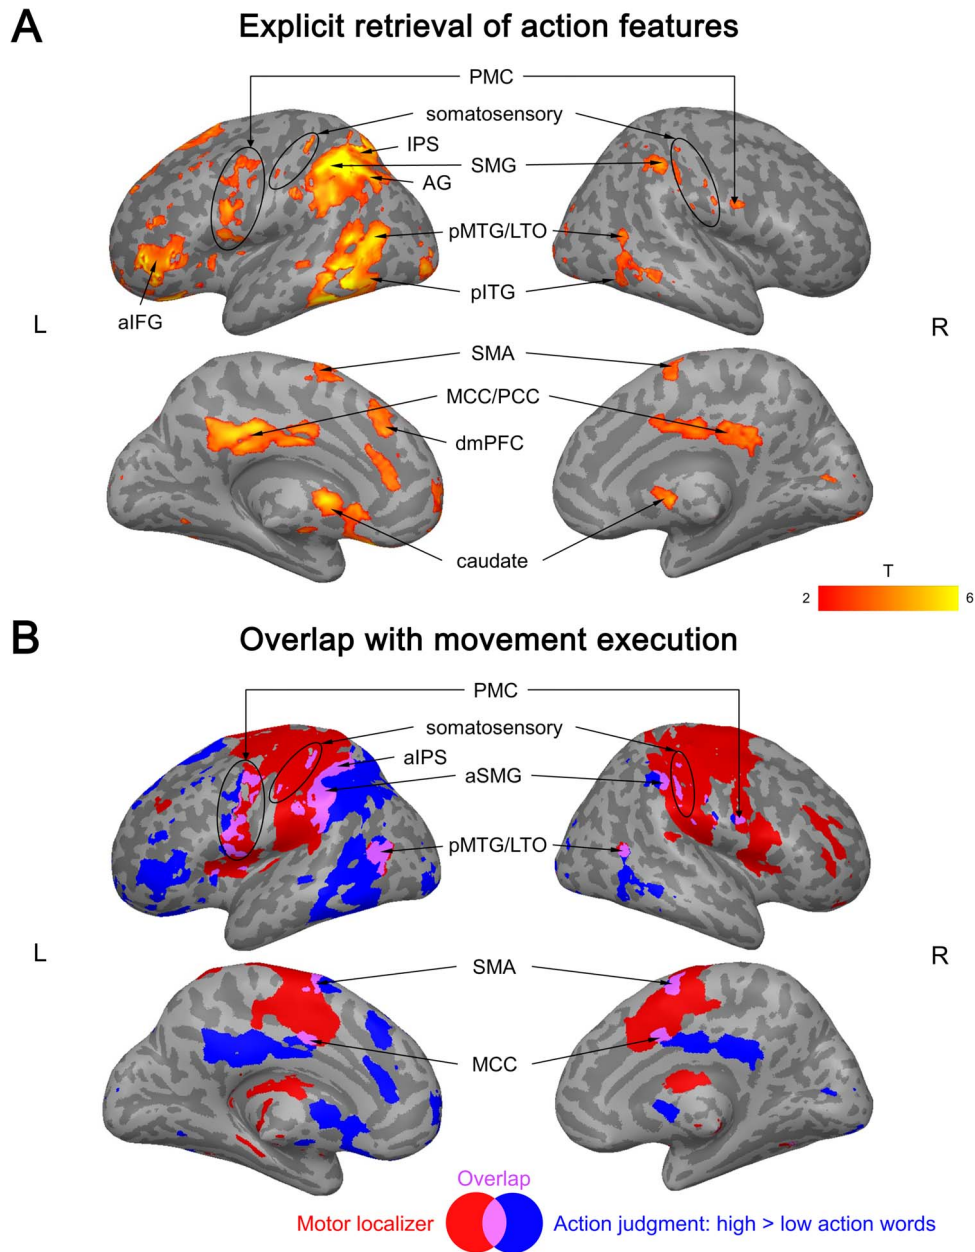 A
Explicit retrieval of action features
PMC
somatosensory
IPS
SMG
AG
pMTG/LTO
pITG
aIFG
L
R
SMA
MCC/PCC
dmPFC
caudate
T
2
6
B
Overlap with movement execution
PMC
somatosensory
aIPS
aSMG
pMTG/LTO
L
R
SMA
MCC
Overlap
Motor localizer
Action judgment: high > low action words